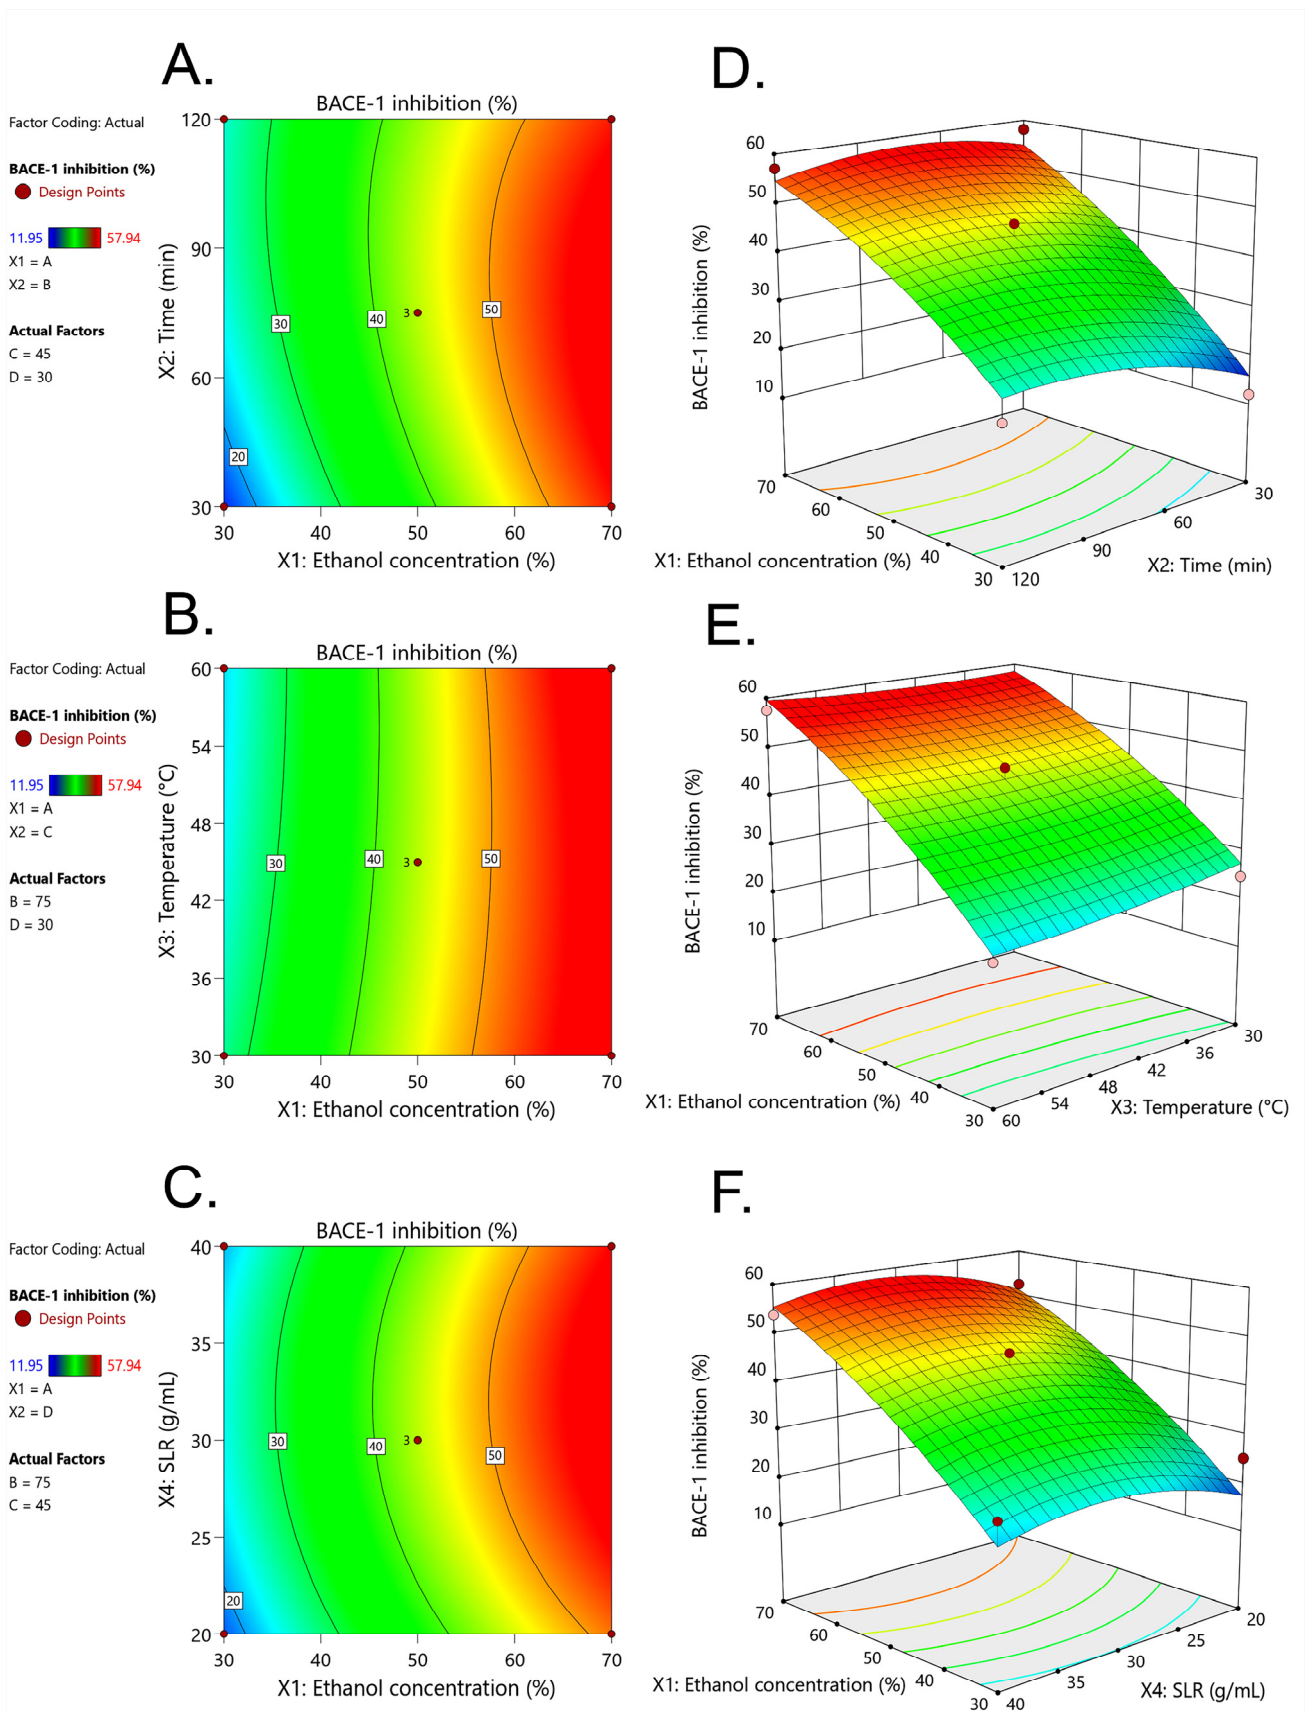 A.
BACE-1 inhibition (%)
Factor Coding: Actual
BACE-1 inhibition (%)
Design Points
11.95 57.94
X1 = A
X2 = B
Actual Factors
C = 45
D = 30
X2: Time (min)
120
90
60
30
30
40
50
20
3
30 40 50 60 70
X1: Ethanol concentration (%)
D.
BACE-1 inhibition (%)
60
50
40
30
20
10
70
60
50
40
30
120
90
60
30
X1: Ethanol concentration (%)
X2: Time (min)
B.
BACE-1 inhibition (%)
Factor Coding: Actual
BACE-1 inhibition (%)
Design Points
11.95 57.94
X1 = A
X2 = C
Actual Factors
B = 75
D = 30
X3: Temperature (°C)
60
54
48
42
36
30
30
40
50
3
30 40 50 60 70
X1: Ethanol concentration (%)
E.
BACE-1 inhibition (%)
60
50
40
30
20
10
70
60
50
40
30
60
54
48
42
36
30
X1: Ethanol concentration (%)
X3: Temperature (°C)
C.
BACE-1 inhibition (%)
Factor Coding: Actual
BACE-1 inhibition (%)
Design Points
11.95 57.94
X1 = A
X2 = D
Actual Factors
B = 75
C = 45
X4: SLR (g/mL)
40
35
30
25
20
30
40
50
20
3
30 40 50 60 70
X1: Ethanol concentration (%)
F.
BACE-1 inhibition (%)
60
50
40
30
20
10
70
60
50
40
30
40
35
30
25
20
X1: Ethanol concentration (%)
X4: SLR (g/mL)